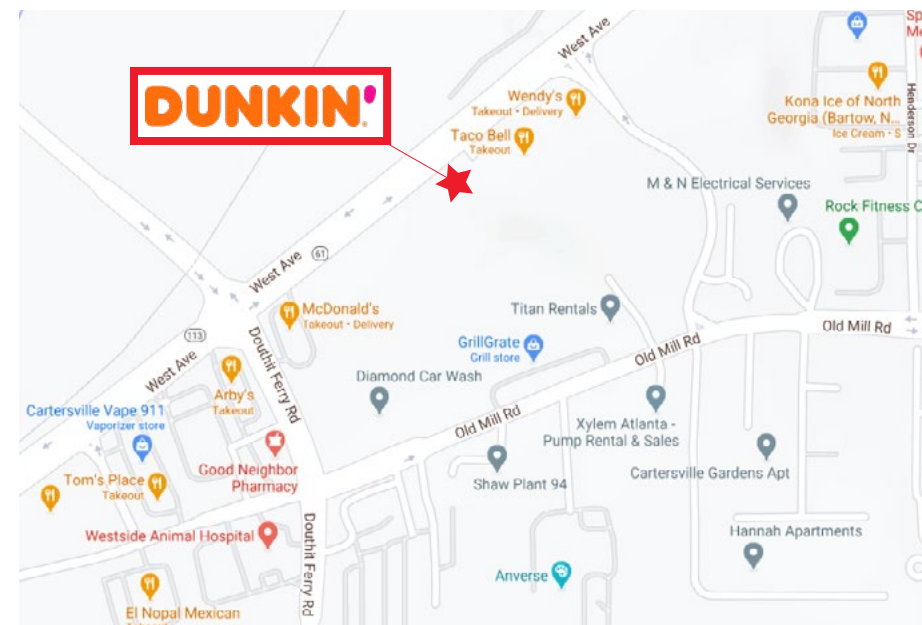 West Ave
Sp
Me
DUNKIN'
Wendy's
Takeout • Delivery
Kona Ice of North
Georgia (Bartow, N...
Ice Cream • S
Henderson Dr
Taco Bell
Takeout
M & N Electrical Services
Rock Fitness C
West Ave
61
McDonald's
Takeout • Delivery
Titan Rentals
Old Mill Rd
113
Douthit Ferry Rd
GrillGrate
Grill store
Old Mill Rd
West Ave
Arby's
Takeout
Diamond Car Wash
Cartersville Vape 911
Vaporizer store
Old Mill Rd
Xylem Atlanta -
Pump Rental & Sales
Good Neighbor
Pharmacy
Tom's Place
Takeout
Shaw Plant 94
Cartersville Gardens Apt
Westside Animal Hospital
Douthit Ferry Rd
Hannah Apartments
Anverse
El Nopal Mexican